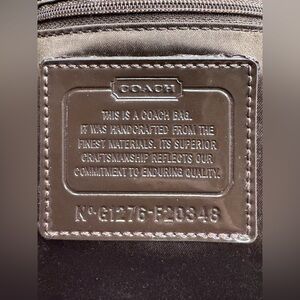 COACH
THIS IS A COACH BAG.
IT WAS HANDCRAFTED FROM THE
FINEST MATERIALS. ITS SUPERIOR
CRAFTSMANSHIP REFLECTS OUR
COMMITMENT TO ENDURING QUALITY.
Nº G1276-F20348